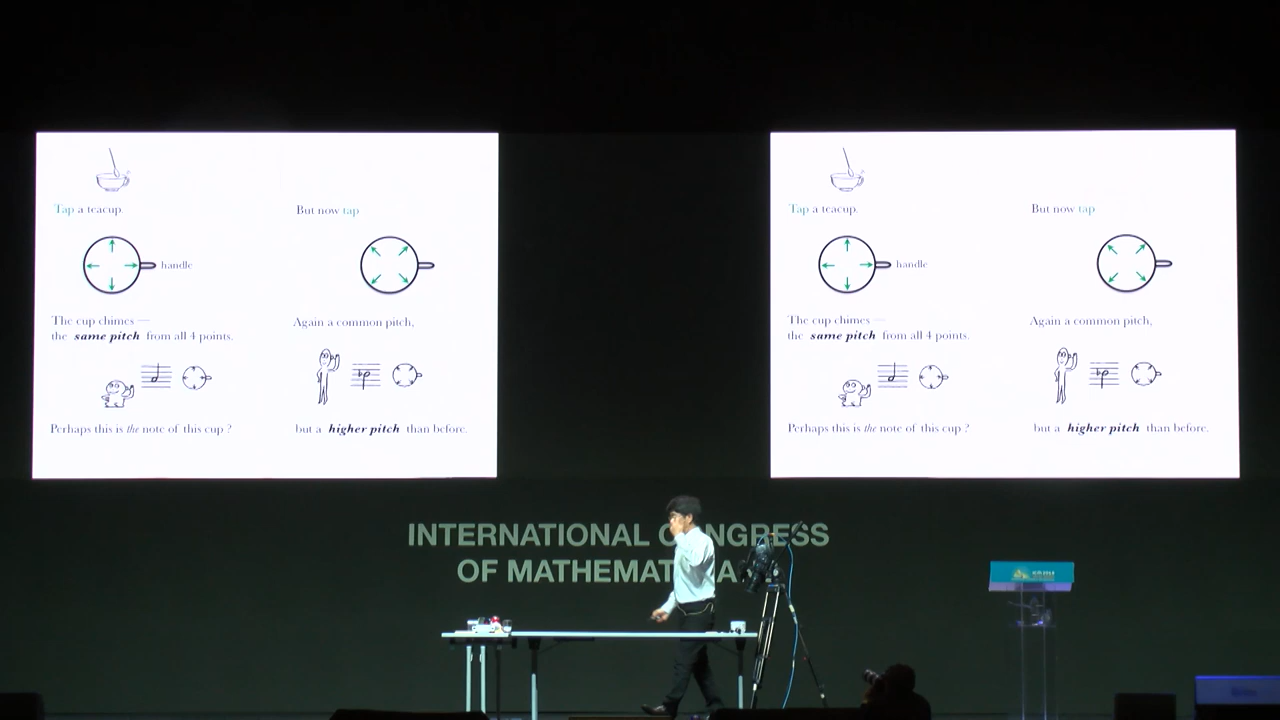 Tap a teacup.
But now tap
handle
The cup chimes —
the same pitch from all 4 points.
Again a common pitch,
Perhaps this is the note of this cup ?
but a higher pitch than before.
Tap a teacup.
But now tap
handle
The cup chimes —
the same pitch from all 4 points.
Again a common pitch,
Perhaps this is the note of this cup ?
but a higher pitch than before.
INTERNATIONAL C NGRESS
OF MATHEMAT A